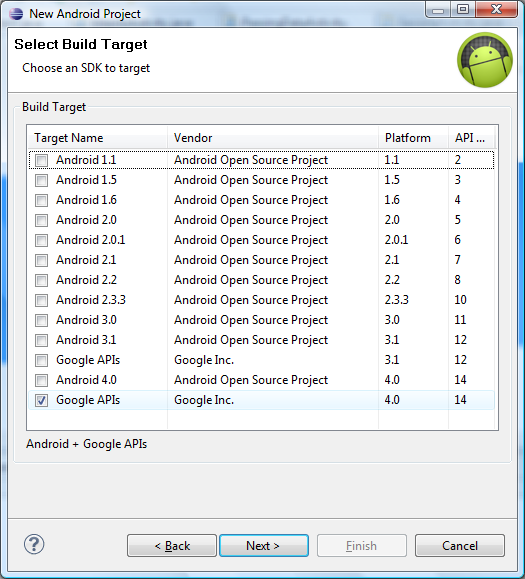 New Android Project
Select Build Target
Choose an SDK to target
Build Target
Target Name Vendor Platform API ...
Android 1.1 Android Open Source Project 1.1 2
Android 1.5 Android Open Source Project 1.5 3
Android 1.6 Android Open Source Project 1.6 4
Android 2.0 Android Open Source Project 2.0 5
Android 2.0.1 Android Open Source Project 2.0.1 6
Android 2.1 Android Open Source Project 2.1 7
Android 2.2 Android Open Source Project 2.2 8
Android 2.3.3 Android Open Source Project 2.3.3 10
Android 3.0 Android Open Source Project 3.0 11
Android 3.1 Android Open Source Project 3.1 12
Google APIs Google Inc. 3.1 12
Android 4.0 Android Open Source Project 4.0 14
Google APIs Google Inc. 4.0 14
Android + Google APIs
? < Back Next > Finish Cancel